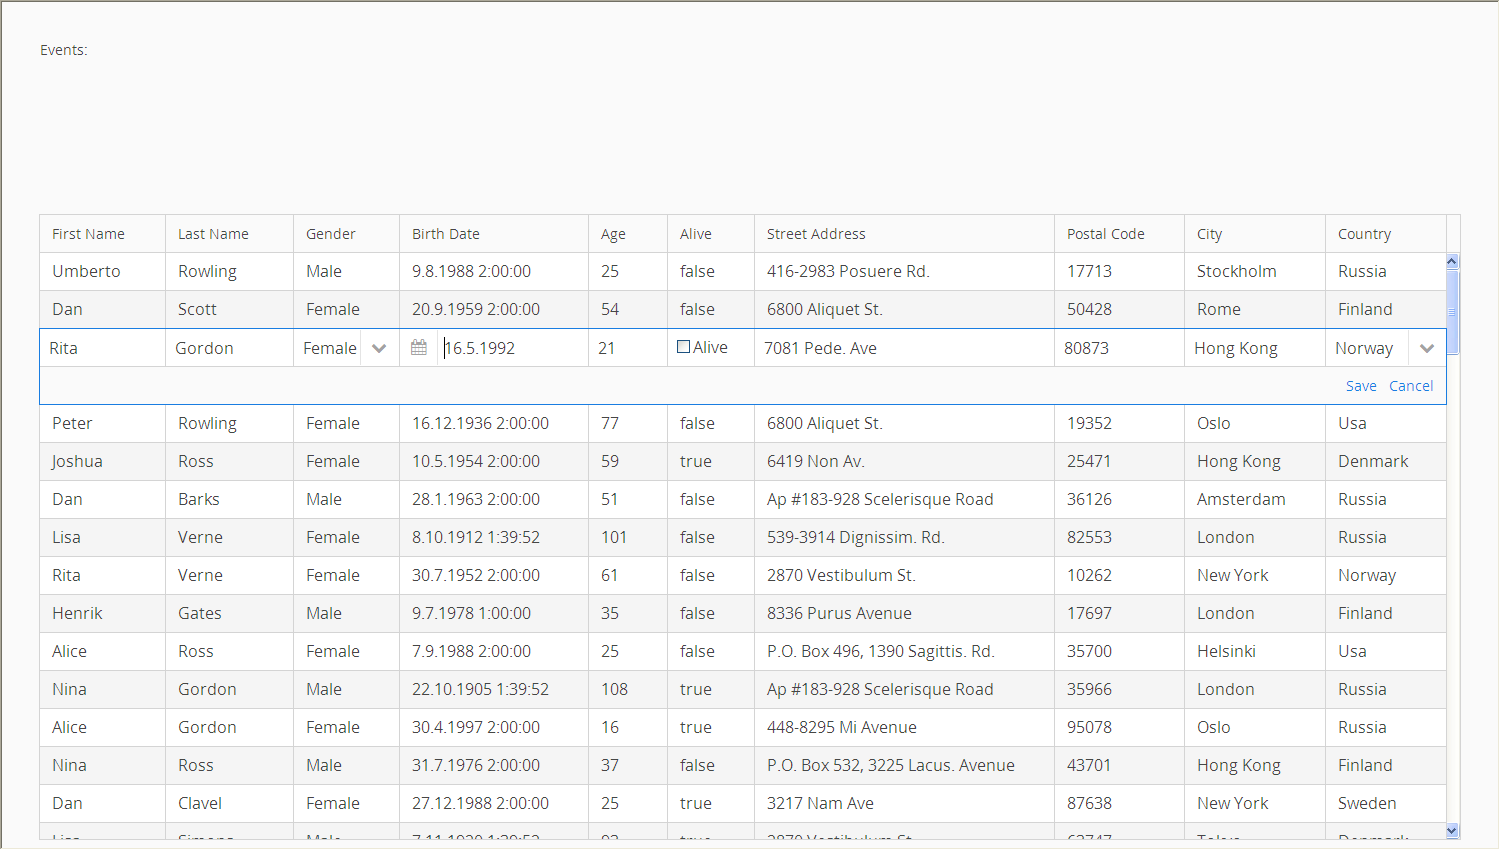 Events:
First Name Last Name Gender Birth Date Age Alive Street Address Postal Code City Country
Umberto Rowling Male 9.8.1988 2:00:00 25 false 416-2983 Posuere Rd. 17713 Stockholm Russia
Dan Scott Female 20.9.1959 2:00:00 54 false 6800 Aliquet St. 50428 Rome Finland
Rita Gordon Female 16.5.1992 21 Alive 7081 Pede. Ave 80873 Hong Kong Norway
Save Cancel
Peter Rowling Female 16.12.1936 2:00:00 77 false 6800 Aliquet St. 19352 Oslo Usa
Joshua Ross Female 10.5.1954 2:00:00 59 true 6419 Non Av. 25471 Hong Kong Denmark
Dan Barks Male 28.1.1963 2:00:00 51 false Ap #183-928 Scelerisque Road 36126 Amsterdam Russia
Lisa Verne Female 8.10.1912 1:39:52 101 false 539-3914 Dignissim. Rd. 82553 London Russia
Rita Verne Female 30.7.1952 2:00:00 61 false 2870 Vestibulum St. 10262 New York Norway
Henrik Gates Male 9.7.1978 1:00:00 35 false 8336 Purus Avenue 17697 London Finland
Alice Ross Female 7.9.1988 2:00:00 25 false P.O. Box 496, 1390 Sagittis. Rd. 35700 Helsinki Usa
Nina Gordon Male 22.10.1905 1:39:52 108 true Ap #183-928 Scelerisque Road 35966 London Russia
Alice Gordon Female 30.4.1997 2:00:00 16 true 448-8295 Mi Avenue 95078 Oslo Russia
Nina Ross Male 31.7.1976 2:00:00 37 false P.O. Box 532, 3225 Lacus. Avenue 43701 Hong Kong Finland
Dan Clavel Female 27.12.1988 2:00:00 25 true 3217 Nam Ave 87638 New York Sweden